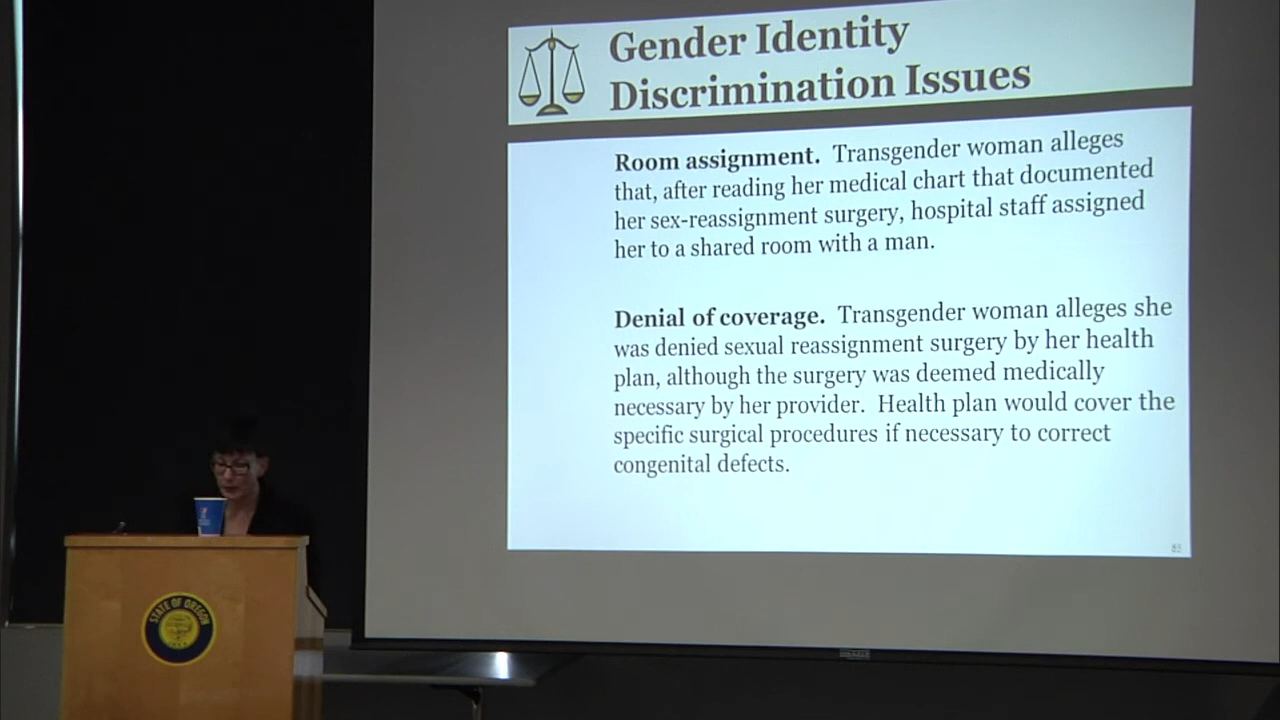 Gender Identity
Discrimination Issues
Room assignment. Transgender woman alleges
that, after reading her medical chart that documented
her sex-reassignment surgery, hospital staff assigned
her to a shared room with a man.
Denial of coverage. Transgender woman alleges she
was denied sexual reassignment surgery by her health
plan, although the surgery was deemed medically
necessary by her provider. Health plan would cover the
specific surgical procedures if necessary to correct
congenital defects.
STATE OF OREGON